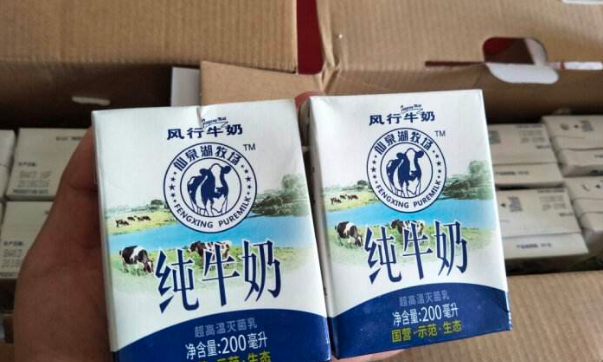 风行牛奶
仙泉湖牧场
TM
FENGXING PUREMILK
纯牛奶
超高温灭菌乳
净含量:200毫升
国营·示范·生态
风行牛奶
仙泉湖牧场
TM
FENGXING PUREMILK
纯牛奶
超高温灭菌乳
净含量:200毫升
国营·示范·生态